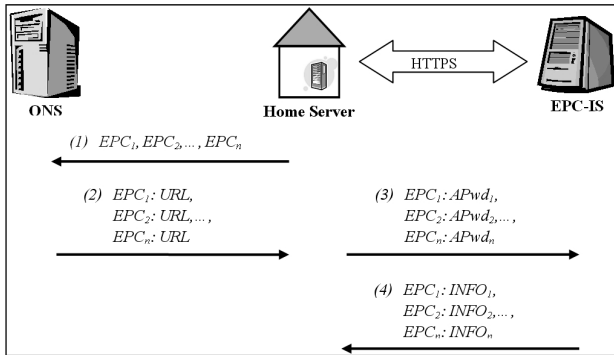 HTTPS
ONS
Home Server
EPC-IS
(1) EPC₁, EPC₂,..., EPCₙ
(2) EPC₁: URL,
EPC₂: URL,...,
EPCₙ: URL
(3) EPC₁: APwd₁,
EPC₂: APwd₂,...,
EPCₙ: APwdₙ
(4) EPC₁: INFO₁,
EPC₂: INFO₂,...,
EPCₙ: INFOₙ